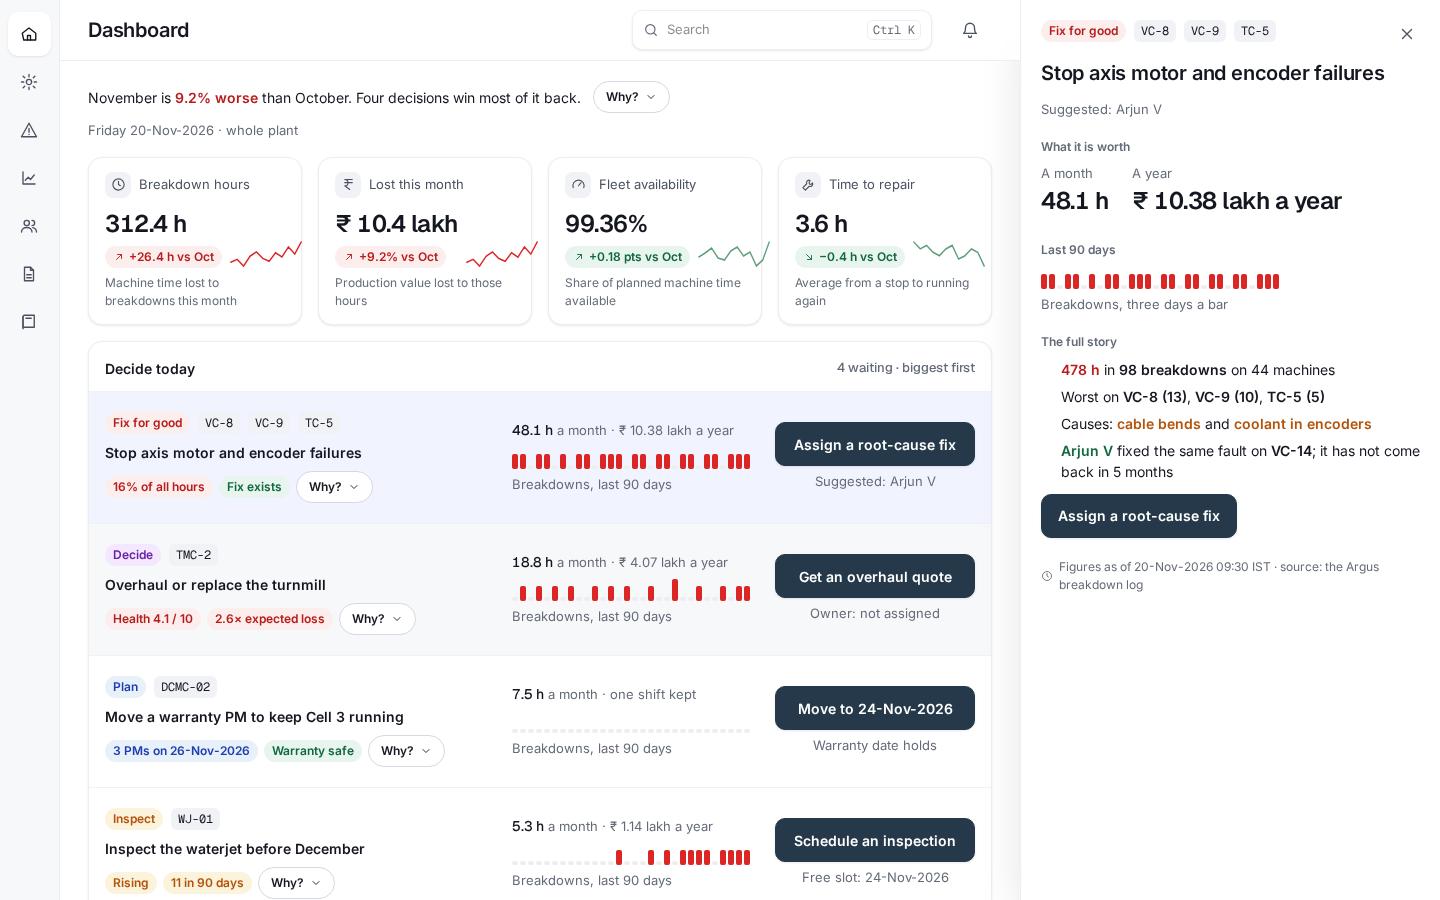 Dashboard
Search
Ctrl K
November is 9.2% worse than October. Four decisions win most of it back.
Why?
Friday 20-Nov-2026 · whole plant
Breakdown hours
312.4 h
+26.4 h vs Oct
Machine time lost to
breakdowns this month
Lost this month
₹ 10.4 lakh
+9.2% vs Oct
Production value lost to those
hours
Fleet availability
99.36%
+0.18 pts vs Oct
Share of planned machine time
available
Time to repair
3.6 h
−0.4 h vs Oct
Average from a stop to running
again
Decide today
4 waiting · biggest first
Fix for good VC-8 VC-9 TC-5
Stop axis motor and encoder failures
16% of all hours Fix exists Why?
48.1 h a month · ₹ 10.38 lakh a year
Breakdowns, last 90 days
Assign a root-cause fix
Suggested: Arjun V
Decide TMC-2
Overhaul or replace the turnmill
Health 4.1 / 10 2.6× expected loss Why?
18.8 h a month · ₹ 4.07 lakh a year
Breakdowns, last 90 days
Get an overhaul quote
Owner: not assigned
Plan DCMC-02
Move a warranty PM to keep Cell 3 running
3 PMs on 26-Nov-2026 Warranty safe Why?
7.5 h a month · one shift kept
Breakdowns, last 90 days
Move to 24-Nov-2026
Warranty date holds
Inspect WJ-01
Inspect the waterjet before December
Rising 11 in 90 days Why?
5.3 h a month · ₹ 1.14 lakh a year
Breakdowns, last 90 days
Schedule an inspection
Free slot: 24-Nov-2026
Fix for good VC-8 VC-9 TC-5
Stop axis motor and encoder failures
Suggested: Arjun V
What it is worth
A month
48.1 h
A year
₹ 10.38 lakh a year
Last 90 days
Breakdowns, three days a bar
The full story
478 h in 98 breakdowns on 44 machines
Worst on VC-8 (13), VC-9 (10), TC-5 (5)
Causes: cable bends and coolant in encoders
Arjun V fixed the same fault on VC-14; it has not come
back in 5 months
Assign a root-cause fix
Figures as of 20-Nov-2026 09:30 IST · source: the Argus
breakdown log